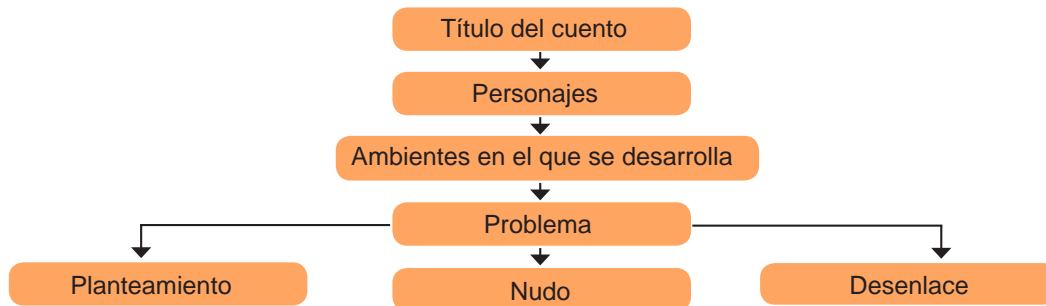 Título del cuento
Personajes
Ambientes en el que se desarrolla
Problema
Planteamiento
Nudo
Desenlace